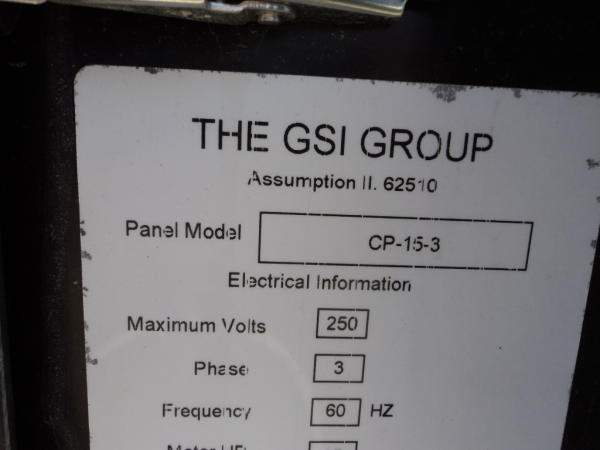 THE GSI GROUP
Assumption Il. 62510
Panel Model CP-15-3
Electrical Information
Maximum Volts 250
Phase 3
Frequency 60 HZ
Motor